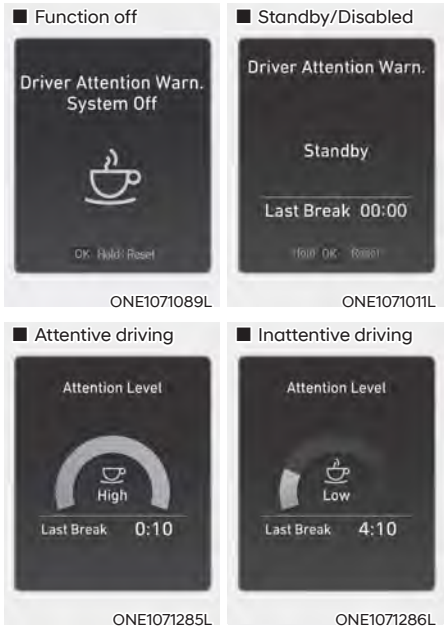 ■ Function off
Driver Attention Warn.
System Off
OK Hold: Reset
ONE1071089L
■ Standby/Disabled
Driver Attention Warn.
Standby
Last Break 00:00
Hold OK Reset
ONE1071011L
■ Attentive driving
Attention Level
High
Last Break 0:10
ONE1071285L
■ Inattentive driving
Attention Level
Low
Last Break 4:10
ONE1071286L